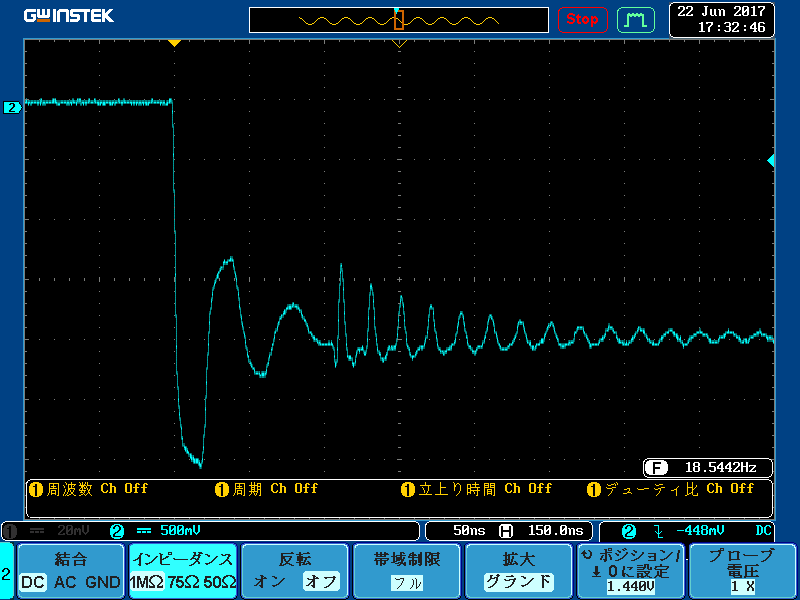 GWINSTEK
Stop
22 Jun 2017
17:32:46
2
F 18.5442Hz
1 周波数 Ch Off 1 周期 Ch Off 1 立上り時間 Ch Off 1 デューティ比 Ch Off
1 20mV 2 500mV 50ns H 150.0ns 2 -448mV DC
2
結合
DC AC GND
インピーダンス
1MΩ 75Ω 50Ω
反転
オン オフ
帯域制限
フル
拡大
グランド
ポジション/
0に設定
1.440V
プローブ
電圧
1 X